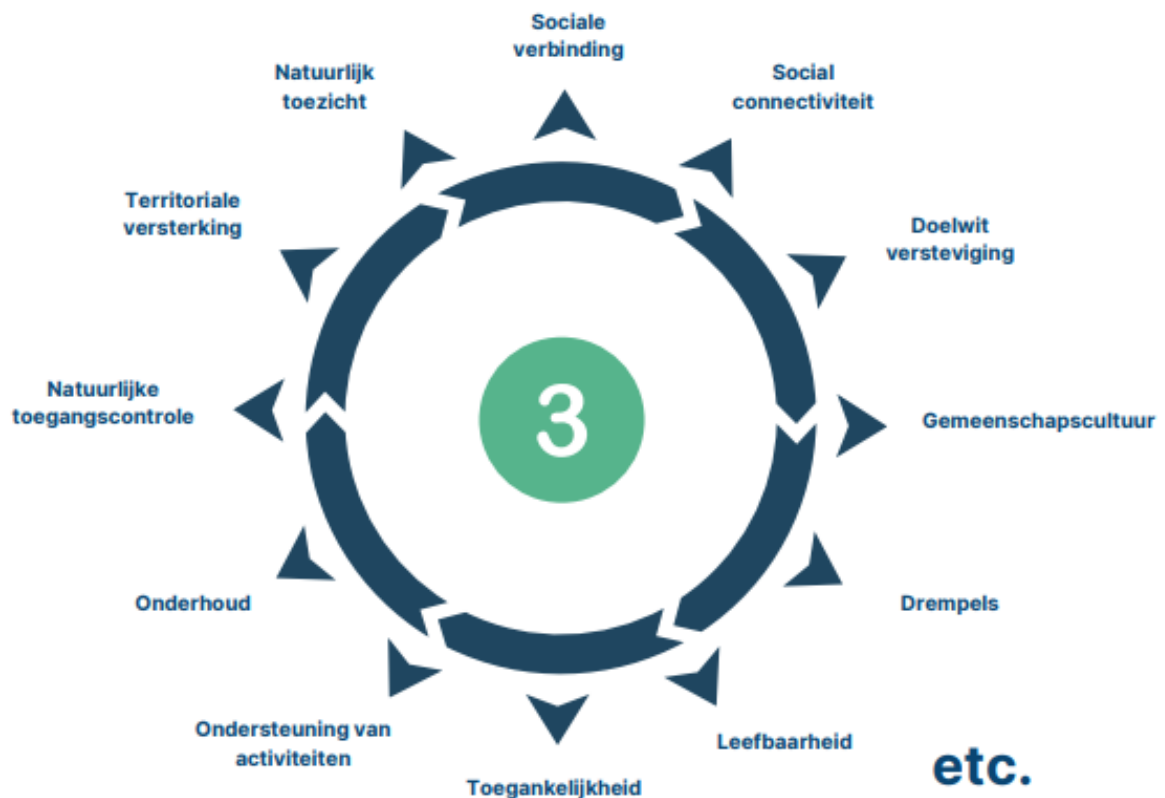 Sociale
verbinding
Social
connectiviteit
Doelwit
versteviging
Gemeenschapscultuur
Drempels
Leefbaarheid
Toegankelijkheid
Ondersteuning van
activiteiten
Onderhoud
Natuurlijke
toegangscontrole
Territoriale
versterking
Natuurlijk
toezicht
3
etc.